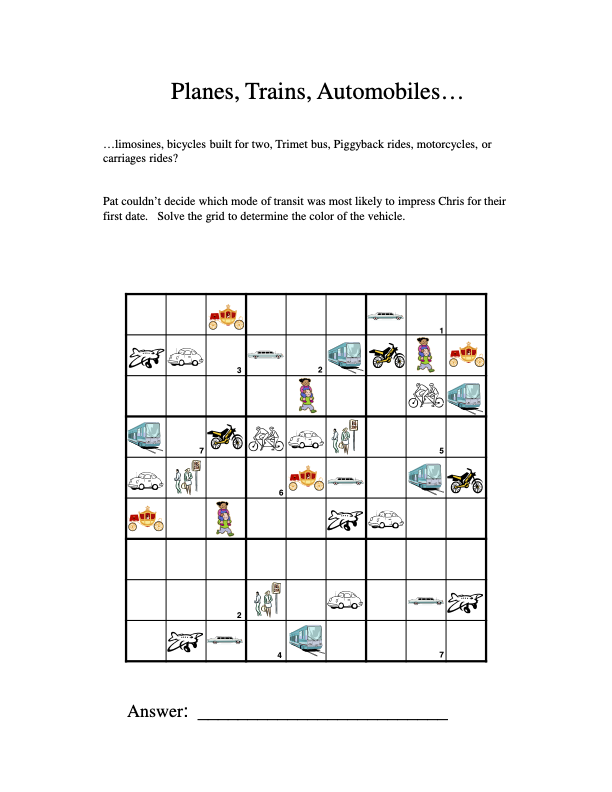 Planes, Trains, Automobiles…
…limosines, bicycles built for two, Trimet bus, Piggyback rides, motorcycles, or
carriages rides?
Pat couldn't decide which mode of transit was most likely to impress Chris for their
first date. Solve the grid to determine the color of the vehicle.
1
3 2
7 5
6
2
4 7
Answer: ____________________________